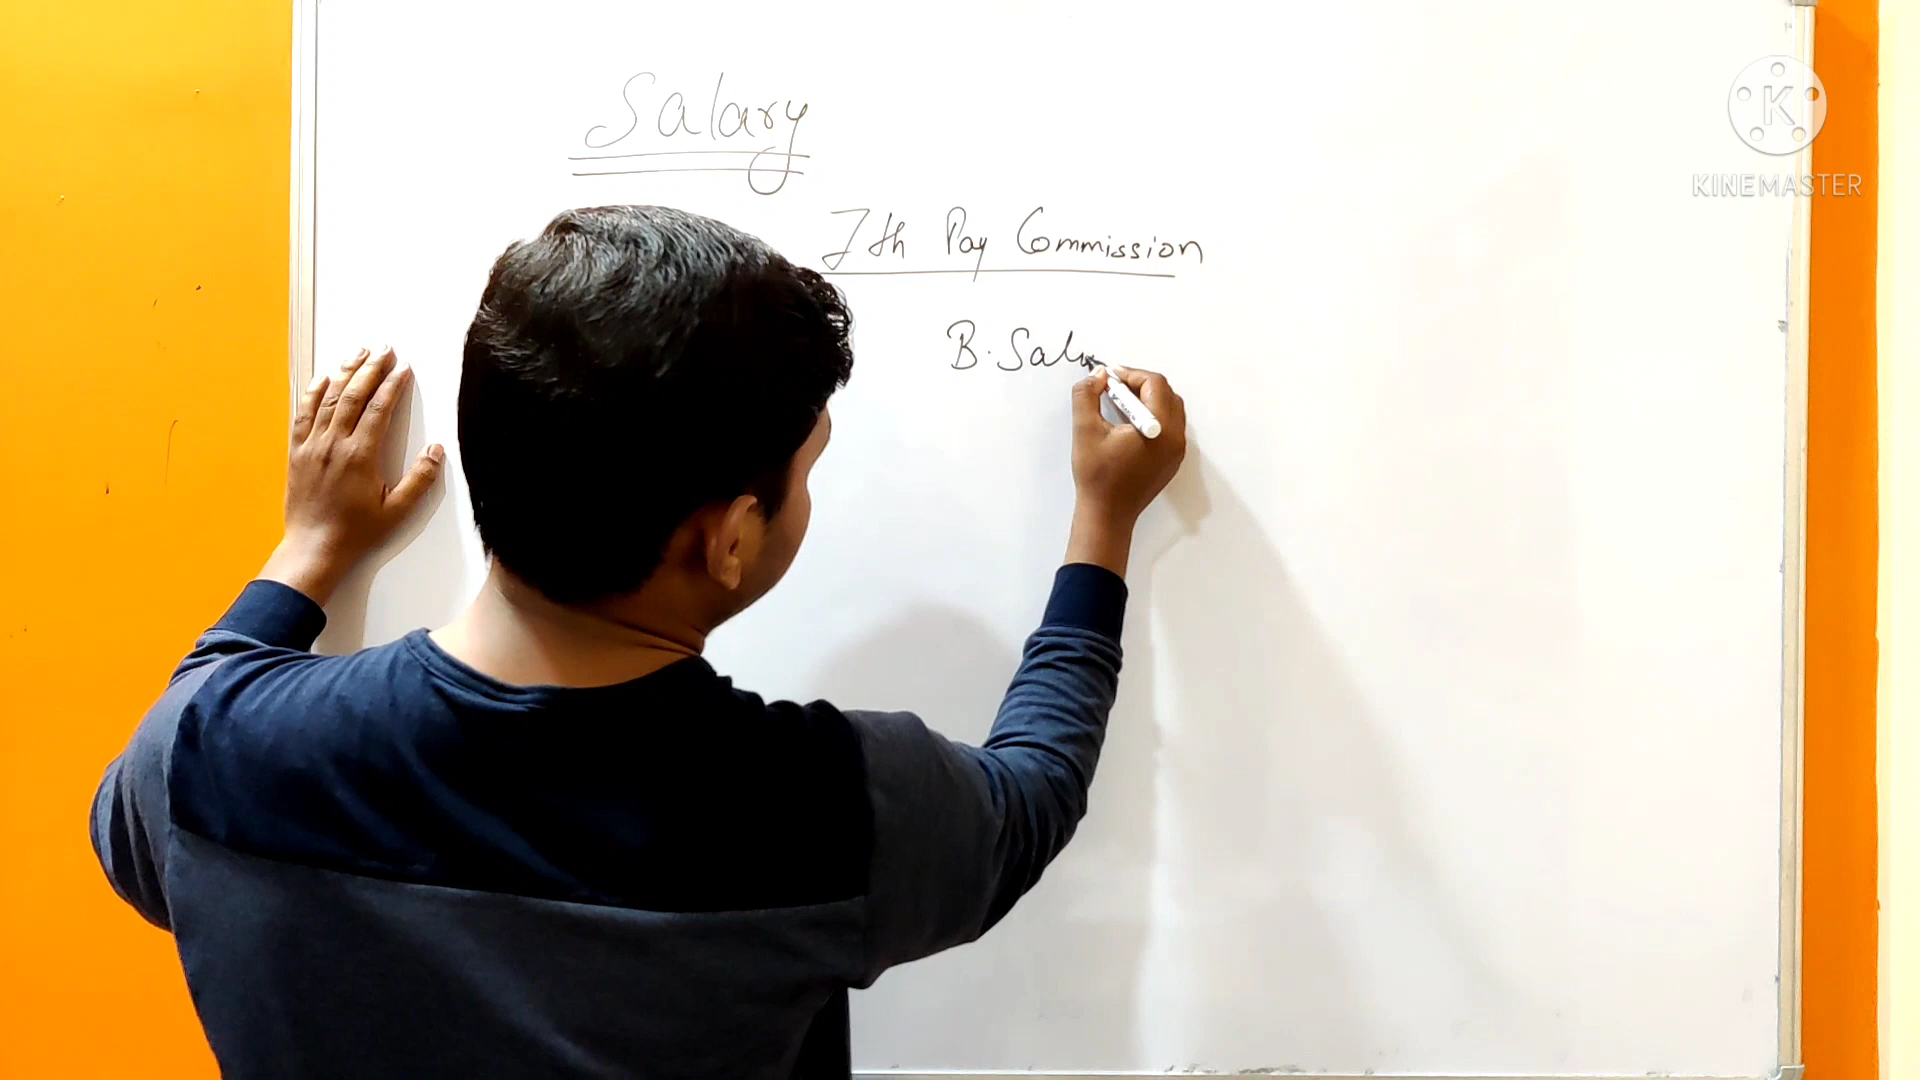 Salary
7th Pay Commission
B. Sal
K
KINEMASTER